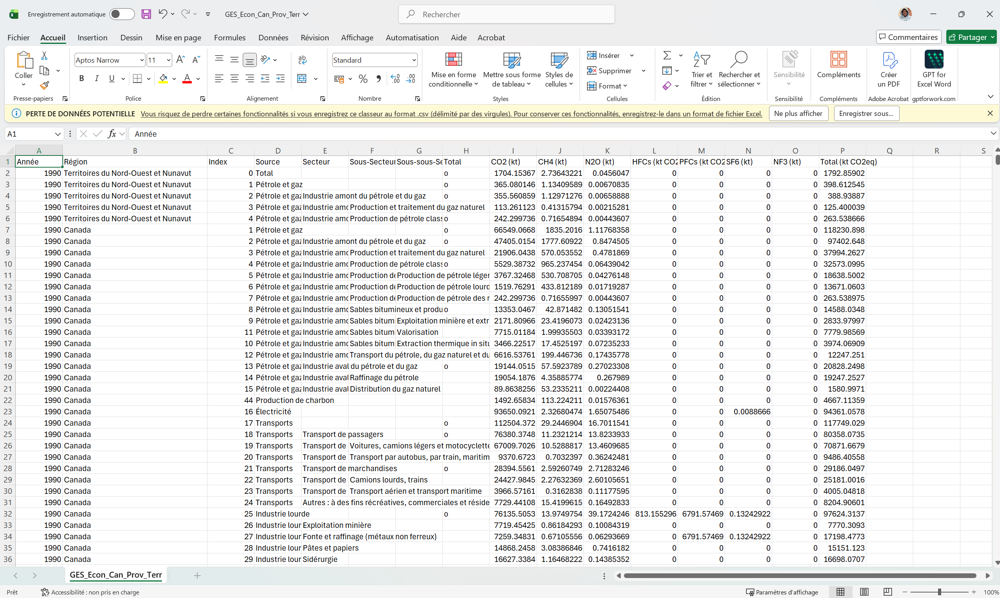 Enregistrement automatique GES_Econ_Can_Prov_Terr Rechercher
Fichier Accueil Insertion Dessin Mise en page Formules Données Révision Affichage Automatisation Aide Acrobat Commentaires Partager
Coller Aptos Narrow 11 Standard Mise en forme conditionnelle Mettre sous forme de tableau Styles de cellules Insérer Supprimer Format Trier et filtrer Rechercher et sélectionner Sensibilité Compléments Créer un PDF GPT for Excel Word
Presse-papiers Police Alignement Nombre Styles Cellules Édition Sensibilité Compléments Adobe Acrobat gptforwork.com
PERTE DE DONNÉES POTENTIELLE Vous risquez de perdre certaines fonctionnalités si vous enregistrez ce classeur au format .csv (délimité par des virgules). Pour conserver ces fonctionnalités, enregistrez-le dans un format de fichier Excel. Ne plus afficher Enregistrer sous...
A1 fx Année
A B C D E F G H I J K L M N O P Q R S
1 Année Région Index Source Secteur Sous-Secteur Sous-sous-Se Total CO2 (kt) CH4 (kt) N2O (kt) HFCs (kt CO2 PFCs (kt CO2 SF6 (kt) NF3 (kt) Total (kt CO2eq)
2 1990 Territoires du Nord-Ouest et Nunavut 0 Total o 1704.15367 2.73643221 0.0456047 0 0 0 0 1792.85902
3 1990 Territoires du Nord-Ouest et Nunavut 1 Pétrole et gaz o 365.080146 1.13409589 0.00670835 0 0 0 0 398.612545
4 1990 Territoires du Nord-Ouest et Nunavut 2 Pétrole et gaz Industrie amont du pétrole et du gaz o 355.560859 1.12971276 0.00658888 0 0 0 0 388.93887
5 1990 Territoires du Nord-Ouest et Nunavut 3 Pétrole et gaz Industrie amo Production et traitement du gaz naturel 113.261123 0.41315794 0.00215281 0 0 0 0 125.400039
6 1990 Territoires du Nord-Ouest et Nunavut 4 Pétrole et gaz Industrie amo Production de pétrole class o 242.299736 0.71654894 0.00443607 0 0 0 0 263.538666
7 1990 Canada 1 Pétrole et gaz o 66549.0668 1835.2016 1.11768358 0 0 0 0 118230.898
8 1990 Canada 2 Pétrole et gaz Industrie amont du pétrole et du gaz o 47405.0154 1777.60922 0.8474505 0 0 0 0 97402.648
9 1990 Canada 3 Pétrole et gaz Industrie amo Production et traitement du gaz naturel 21906.0438 570.053552 0.4781869 0 0 0 0 37994.2627
10 1990 Canada 4 Pétrole et gaz Industrie amo Production de pétrole class o 5529.38732 965.237454 0.06439042 0 0 0 0 32573.0995
11 1990 Canada 5 Pétrole et gaz Industrie amo Production de Production de pétrole léger 3767.32468 530.708705 0.04276148 0 0 0 0 18638.5002
12 1990 Canada 6 Pétrole et gaz Industrie amo Production de Production de pétrole lourd 1519.76291 433.812189 0.01719287 0 0 0 0 13671.0603
13 1990 Canada 7 Pétrole et gaz Industrie amo Production de Production de pétrole des r 242.299736 0.71655997 0.00443607 0 0 0 0 263.538975
14 1990 Canada 8 Pétrole et gaz Industrie amo Sables bitumineux et produ o 13353.0467 42.871482 0.13051541 0 0 0 0 14588.0348
15 1990 Canada 9 Pétrole et gaz Industrie amo Sables bitumi Exploitation minière et extr 2171.80966 23.4196073 0.02423136 0 0 0 0 2833.97997
16 1990 Canada 11 Pétrole et gaz Industrie amo Sables bitumi Valorisation 7715.01184 1.99935503 0.03393172 0 0 0 0 7779.98569
17 1990 Canada 10 Pétrole et gaz Industrie amo Sables bitumi Extraction thermique in situ 3466.22517 17.4525197 0.07235233 0 0 0 0 3974.06909
18 1990 Canada 12 Pétrole et gaz Industrie amo Transport du pétrole, du gaz naturel et du 6616.53761 199.446736 0.17435778 0 0 0 0 12247.251
19 1990 Canada 13 Pétrole et gaz Industrie aval du pétrole et du gaz o 19144.0515 57.5923789 0.27023308 0 0 0 0 20828.2498
20 1990 Canada 14 Pétrole et gaz Industrie aval Raffinage du pétrole 19054.1876 4.35885774 0.267989 0 0 0 0 19247.2527
21 1990 Canada 15 Pétrole et gaz Industrie aval Distribution du gaz naturel 89.8638256 53.2335211 0.00224408 0 0 0 0 1580.9971
22 1990 Canada 44 Production de charbon 1492.65834 113.224211 0.01576361 0 0 0 0 4667.11359
23 1990 Canada 16 Électricité 93650.0921 2.32680474 1.65075486 0 0 0.0088666 0 94361.0578
24 1990 Canada 17 Transports o 112504.372 29.2446904 16.7011541 0 0 0 0 117749.029
25 1990 Canada 18 Transports Transport de passagers o 76380.3748 11.2321214 13.8233933 0 0 0 0 80358.0735
26 1990 Canada 19 Transports Transport de Voitures, camions légers et motocyclette 67009.7026 10.5288817 13.4609685 0 0 0 0 70871.6679
27 1990 Canada 20 Transports Transport de Transport par autobus, par train, maritim 9370.6723 0.7032397 0.36242481 0 0 0 0 9486.40558
28 1990 Canada 21 Transports Transport de marchandises o 28394.5561 2.59260749 2.71283246 0 0 0 0 29186.0497
29 1990 Canada 22 Transports Transport de Camions lourds, trains 24427.9845 2.27632369 2.60105651 0 0 0 0 25181.0016
30 1990 Canada 23 Transports Transport de Transport aérien et transport maritime 3966.57161 0.3162838 0.11177595 0 0 0 0 4005.04818
31 1990 Canada 24 Transports Autres : à des fins récréatives, commerciales et réside 7729.44108 15.4199615 0.16492833 0 0 0 0 8204.90601
32 1990 Canada 25 Industrie lourde o 76135.5053 13.9749754 39.1724246 813.155296 6791.57469 0.13242922 0 97624.3137
33 1990 Canada 26 Industrie lour Exploitation minière 7719.45425 0.86184293 0.10084319 0 0 0 0 7770.3093
34 1990 Canada 27 Industrie lour Fonte et raffinage (métaux non ferreux) 7259.34831 0.67105556 0.06293669 0 6791.57469 0.13242922 0 17198.4773
35 1990 Canada 28 Industrie lour Pâtes et papiers 14868.2458 3.08386846 0.7416182 0 0 0 0 15151.123
36 1990 Canada 29 Industrie lour Sidérurgie 16627.3384 1.16468222 0.14385352 0 0 0 0 16698.0707
GES_Econ_Can_Prov_Terr
Prêt Accessibilité : non pris en charge Paramètres d'affichage 100%